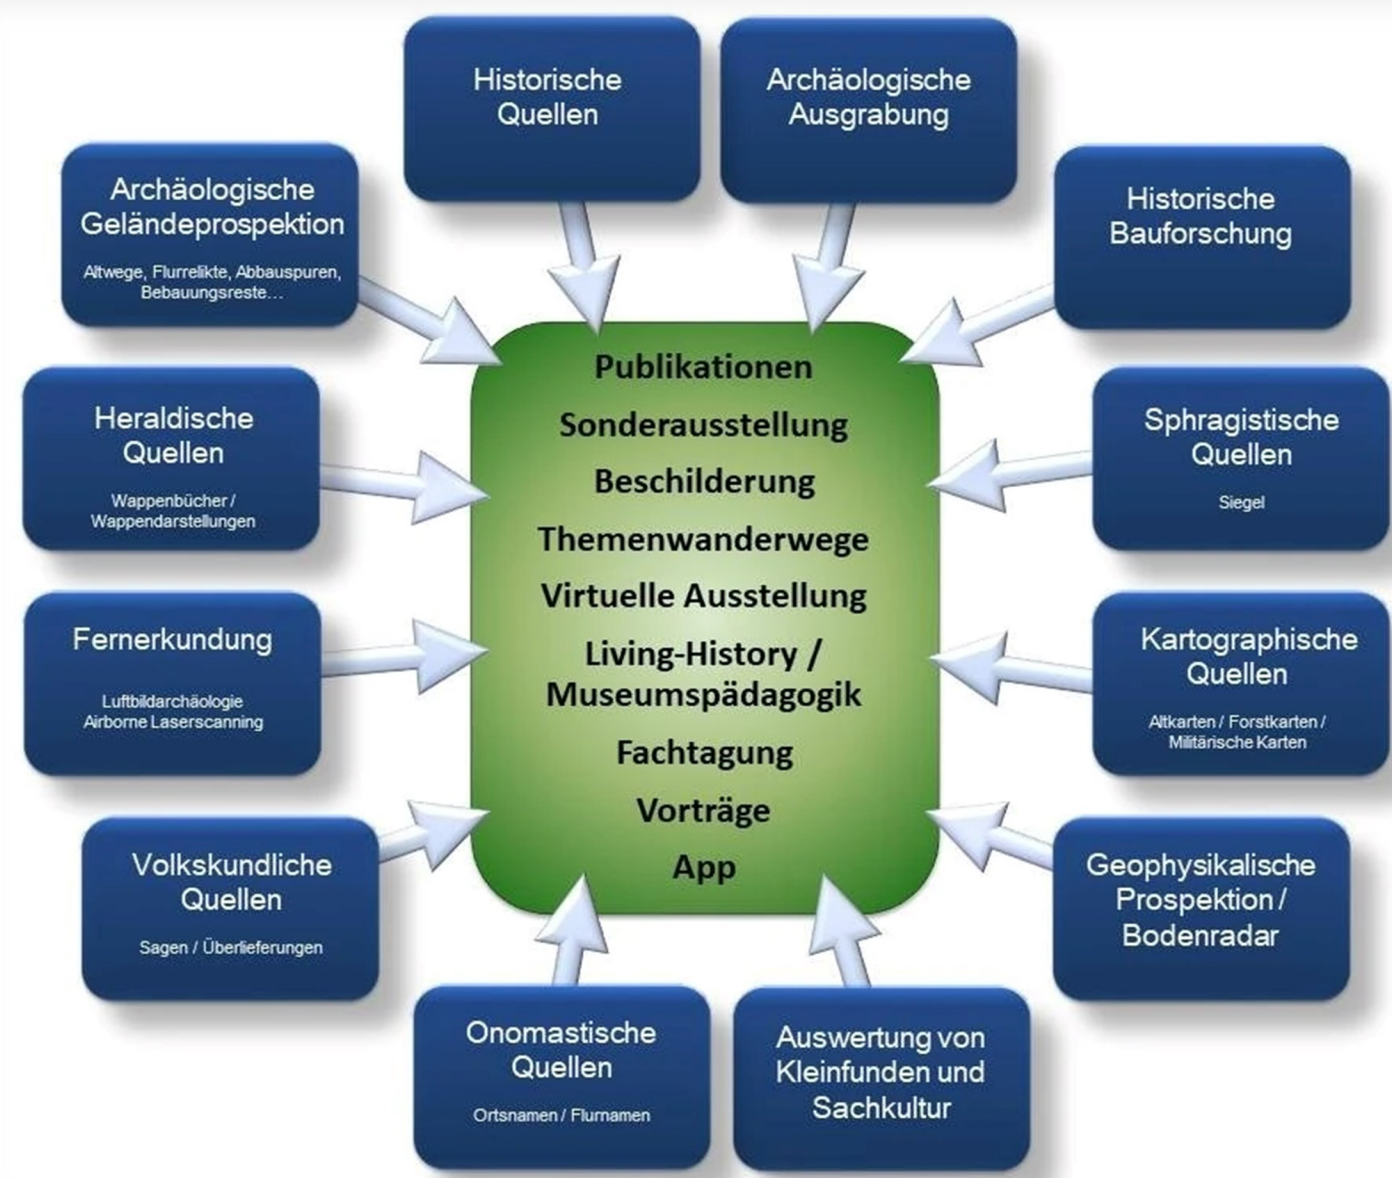 Historische
Quellen
Archäologische
Ausgrabung
Archäologische
Geländeprospektion
Altwege, Flurrelikte, Abbauspuren,
Bebauungsreste...
Historische
Bauforschung
Heraldische
Quellen
Wappenbücher /
Wappendarstellungen
Sphragistische
Quellen
Siegel
Fernerkundung
Luftbildarchäologie
Airborne Laserscanning
Kartographische
Quellen
Altkarten / Forstkarten /
Militärische Karten
Volkskundliche
Quellen
Sagen / Überlieferungen
Geophysikalische
Prospektion /
Bodenradar
Onomastische
Quellen
Ortsnamen / Flurnamen
Auswertung von
Kleinfunden und
Sachkultur
Publikationen
Sonderausstellung
Beschilderung
Themenwanderwege
Virtuelle Ausstellung
Living-History /
Museumspädagogik
Fachtagung
Vorträge
App